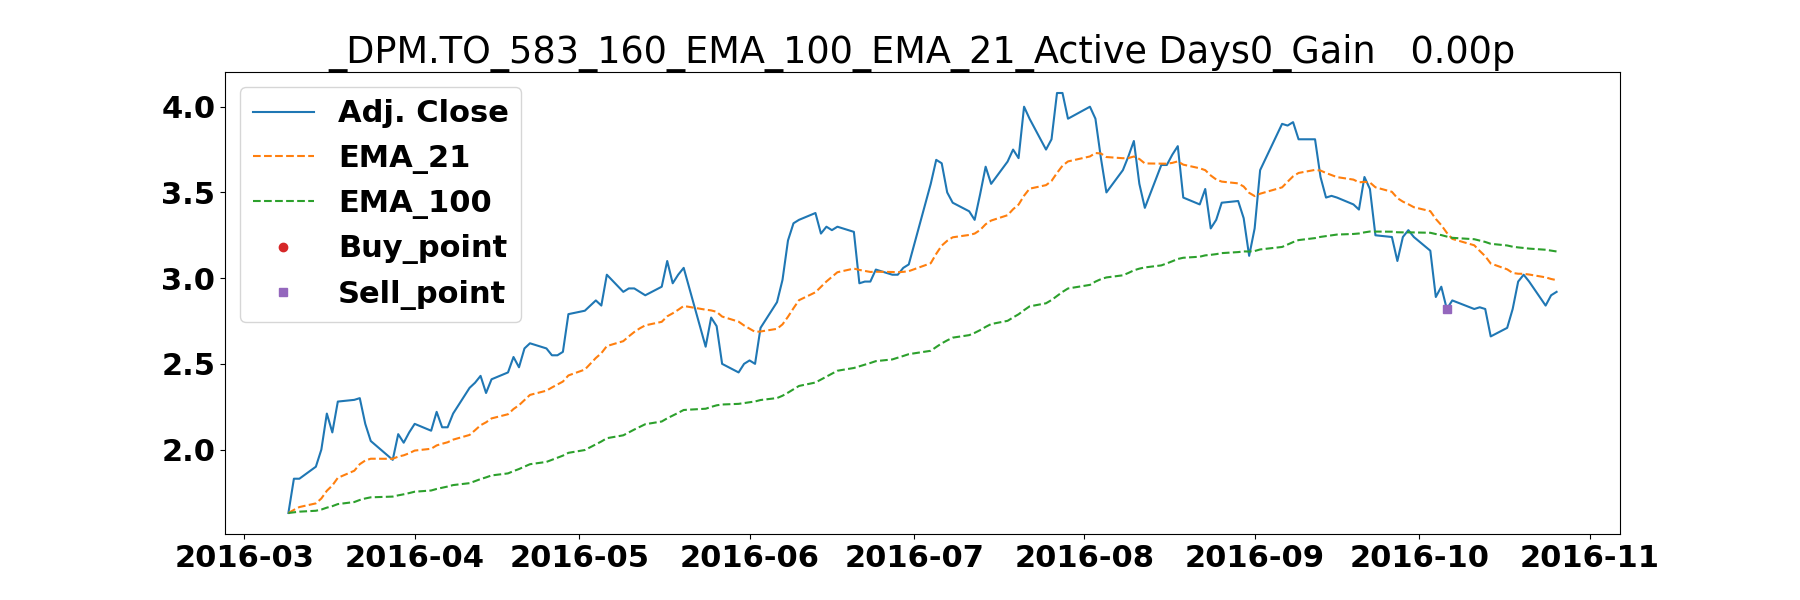 _DPM.TO_583_160_EMA_100_EMA_21_Active Days0_Gain   0.00p
Adj. Close
EMA_21
EMA_100
Buy_point
Sell_point
4.0
3.5
3.0
2.5
2.0
2016-03 2016-04 2016-05 2016-06 2016-07 2016-08 2016-09 2016-10 2016-11